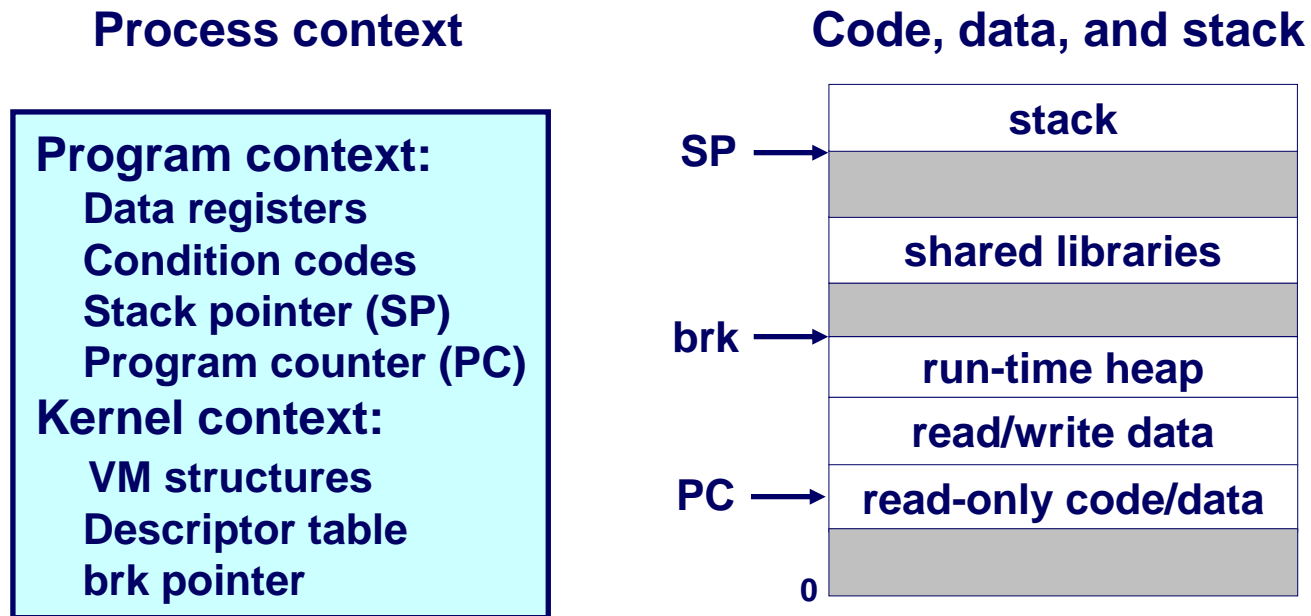 Process context
Program context:
Data registers
Condition codes
Stack pointer (SP)
Program counter (PC)
Kernel context:
VM structures
Descriptor table
brk pointer
Code, data, and stack
stack
SP
shared libraries
brk
run-time heap
read/write data
PC
read-only code/data
0